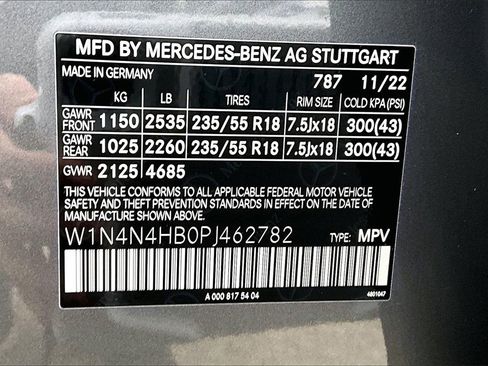 MFD BY MERCEDES-BENZ AG STUTTGART
MADE IN GERMANY 787 11/22
KG LB TIRES RIM SIZE COLD KPA (PSI)
GAWR FRONT 1150 2535 235/55 R18 7.5Jx18 300(43)
GAWR REAR 1025 2260 235/55 R18 7.5Jx18 300(43)
GVWR 2125 4685
THIS VEHICLE CONFORMS TO ALL APPLICABLE FEDERAL MOTOR VEHICLE
SAFETY AND THEFT PREVENTION STANDARDS IN EFFECT ON THE DATE
OF MANUFACTURE SHOWN ABOVE.
W1N4N4HB0PJ462782 TYPE: MPV
A 000 817 54 04 4801047